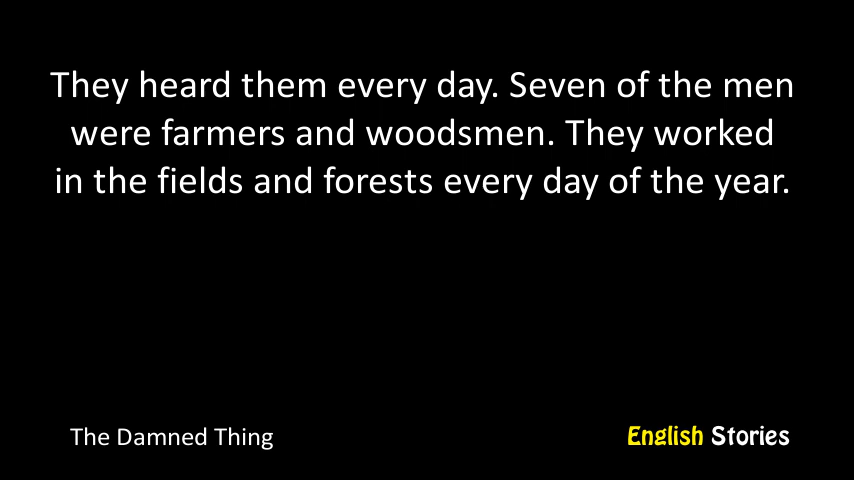 They heard them every day. Seven of the men
were farmers and woodsmen. They worked
in the fields and forests every day of the year.
The Damned Thing
English Stories